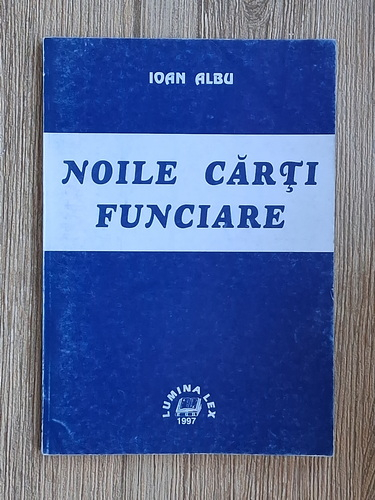 IOAN ALBU
NOILE CĂRŢI
FUNCIARE
LUMINA LEX
1997